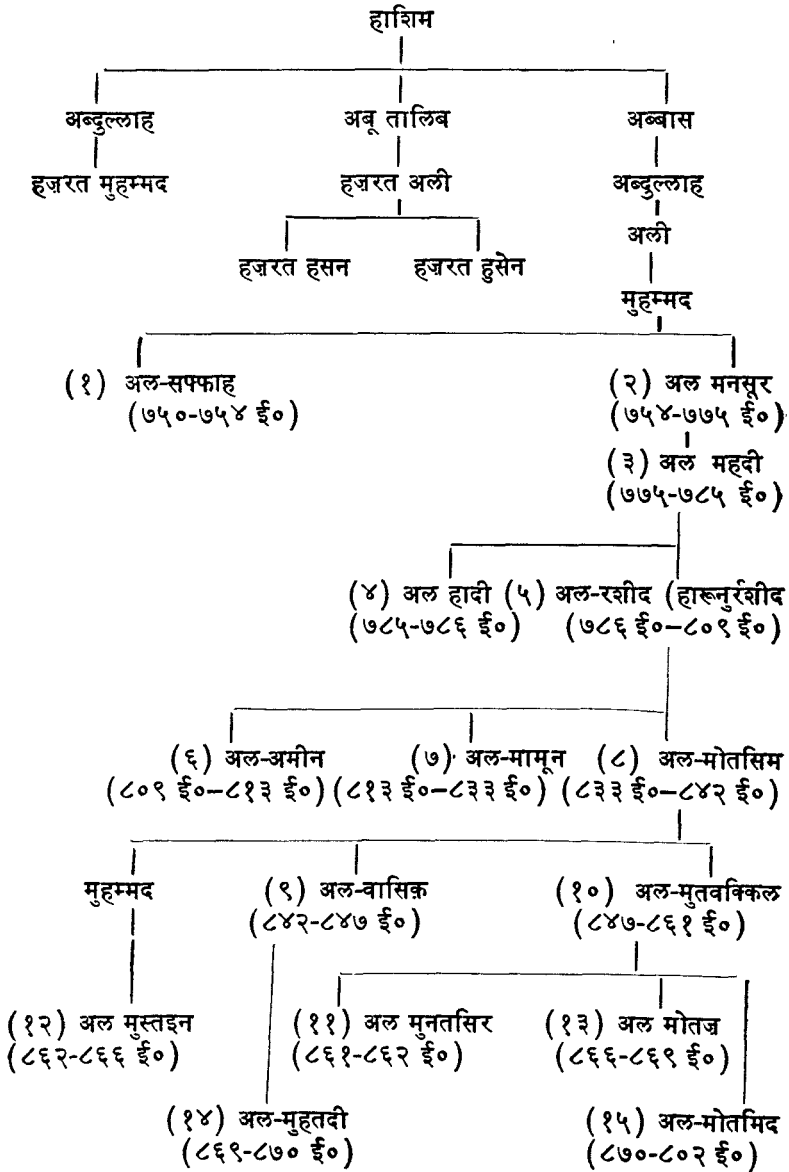 हाशिम
अब्दुल्लाह अबू तालिब अब्बास
हज़रत मुहम्मद हज़रत अली अब्दुल्लाह
अली
हज़रत हसन हज़रत हुसेन
मुहम्मद
(१) अल-सफ्फाह (२) अल मनसूर
(७५०-७५४ ई०) (७५४-७७५ ई०)
(३) अल महदी
(७७५-७८५ ई०)
(४) अल हादी (५) अल-रशीद (हारूनुर्रशीद
(७८५-७८६ ई०) (७८६ ई०–८०९ ई०)
(६) अल-अमीन (७) अल-मामून (८) अल-मोतसिम
(८०९ ई०–८१३ ई०) (८१३ ई०–८३३ ई०) (८३३ ई०–८४२ ई०)
मुहम्मद (९) अल-वासिक़ (१०) अल-मुतवक्किल
(८४२-८४७ ई०) (८४७-८६१ ई०)
(१२) अल मुस्तइन (११) अल मुनतसिर (१३) अल मोतज़
(८६२-८६६ ई०) (८६१-८६२ ई०) (८६६-८६९ ई०)
(१४) अल-मुहतदी (१५) अल-मोतमिद
(८६९-८७० ई०) (८७०-८०२ ई०)